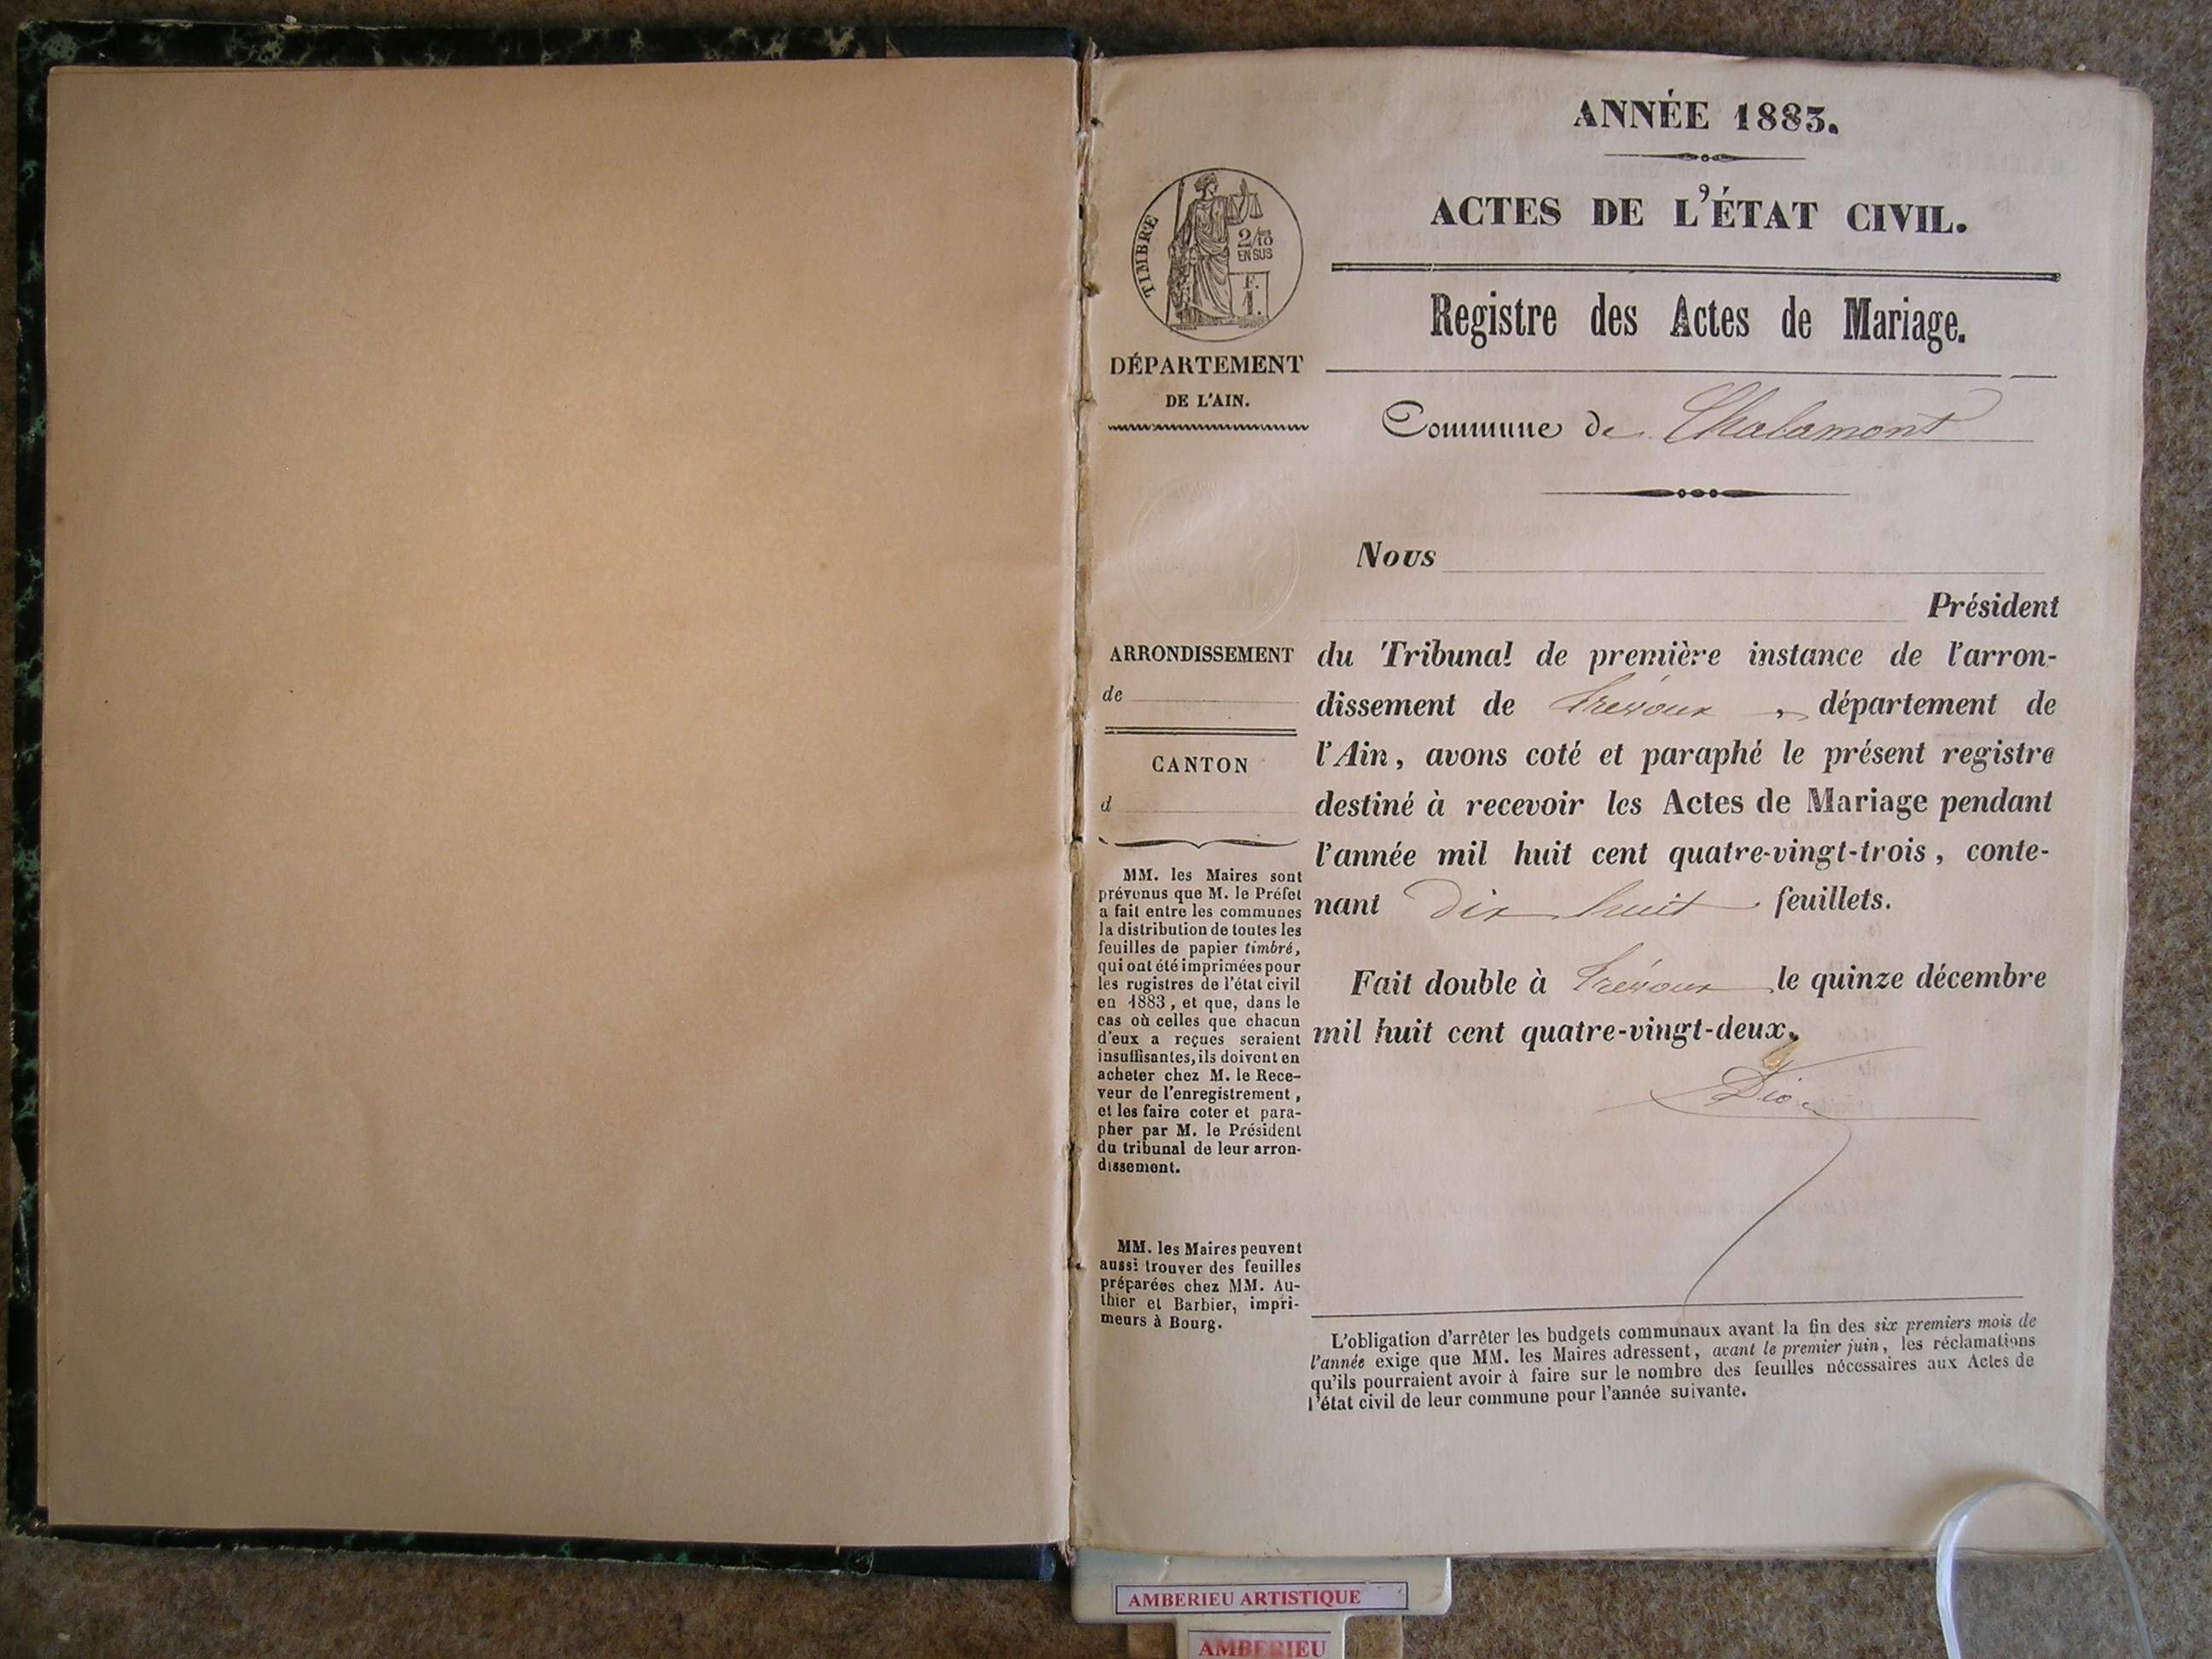 ANNÉE 1883.
ACTES DE L'ÉTAT CIVIL.
Registre des Actes de Mariage.
Commune de Chalamont
TIMBRE
2/10
EN SUS
F.
1.
DÉPARTEMENT
DE L'AIN.
ARRONDISSEMENT
de
CANTON
d
MM. les Maires sont
prévenus que M. le Préfet
a fait entre les communes
la distribution de toutes les
feuilles de papier timbré,
qui ont été imprimées pour
les registres de l'état civil
en 1883, et que, dans le
cas où celles que chacun
d'eux a reçues seraient
insuffisantes, ils doivent en
acheter chez M. le Rece-
veur de l'enregistrement,
et les faire coter et para-
pher par M. le Président
du tribunal de leur arron-
dissement.
MM. les Maires peuvent
aussi trouver des feuilles
préparées chez MM. Au-
thier et Barbier, impri-
meurs à Bourg.
Nous
Président
du Tribunal de première instance de l'arron-
dissement de Trévoux, département de
l'Ain, avons coté et paraphé le présent registre
destiné à recevoir les Actes de Mariage pendant
l'année mil huit cent quatre-vingt-trois, conte-
nant dix huit feuillets.
Fait double à Trévoux le quinze décembre
mil huit cent quatre-vingt-deux.
L'obligation d'arrêter les budgets communaux avant la fin des six premiers mois de
l'année exige que MM. les Maires adressent, avant le premier juin, les réclamations
qu'ils pourraient avoir à faire sur le nombre des feuilles nécessaires aux Actes de
l'état civil de leur commune pour l'année suivante.
AMBERIEU ARTISTIQUE
AMBERIEU